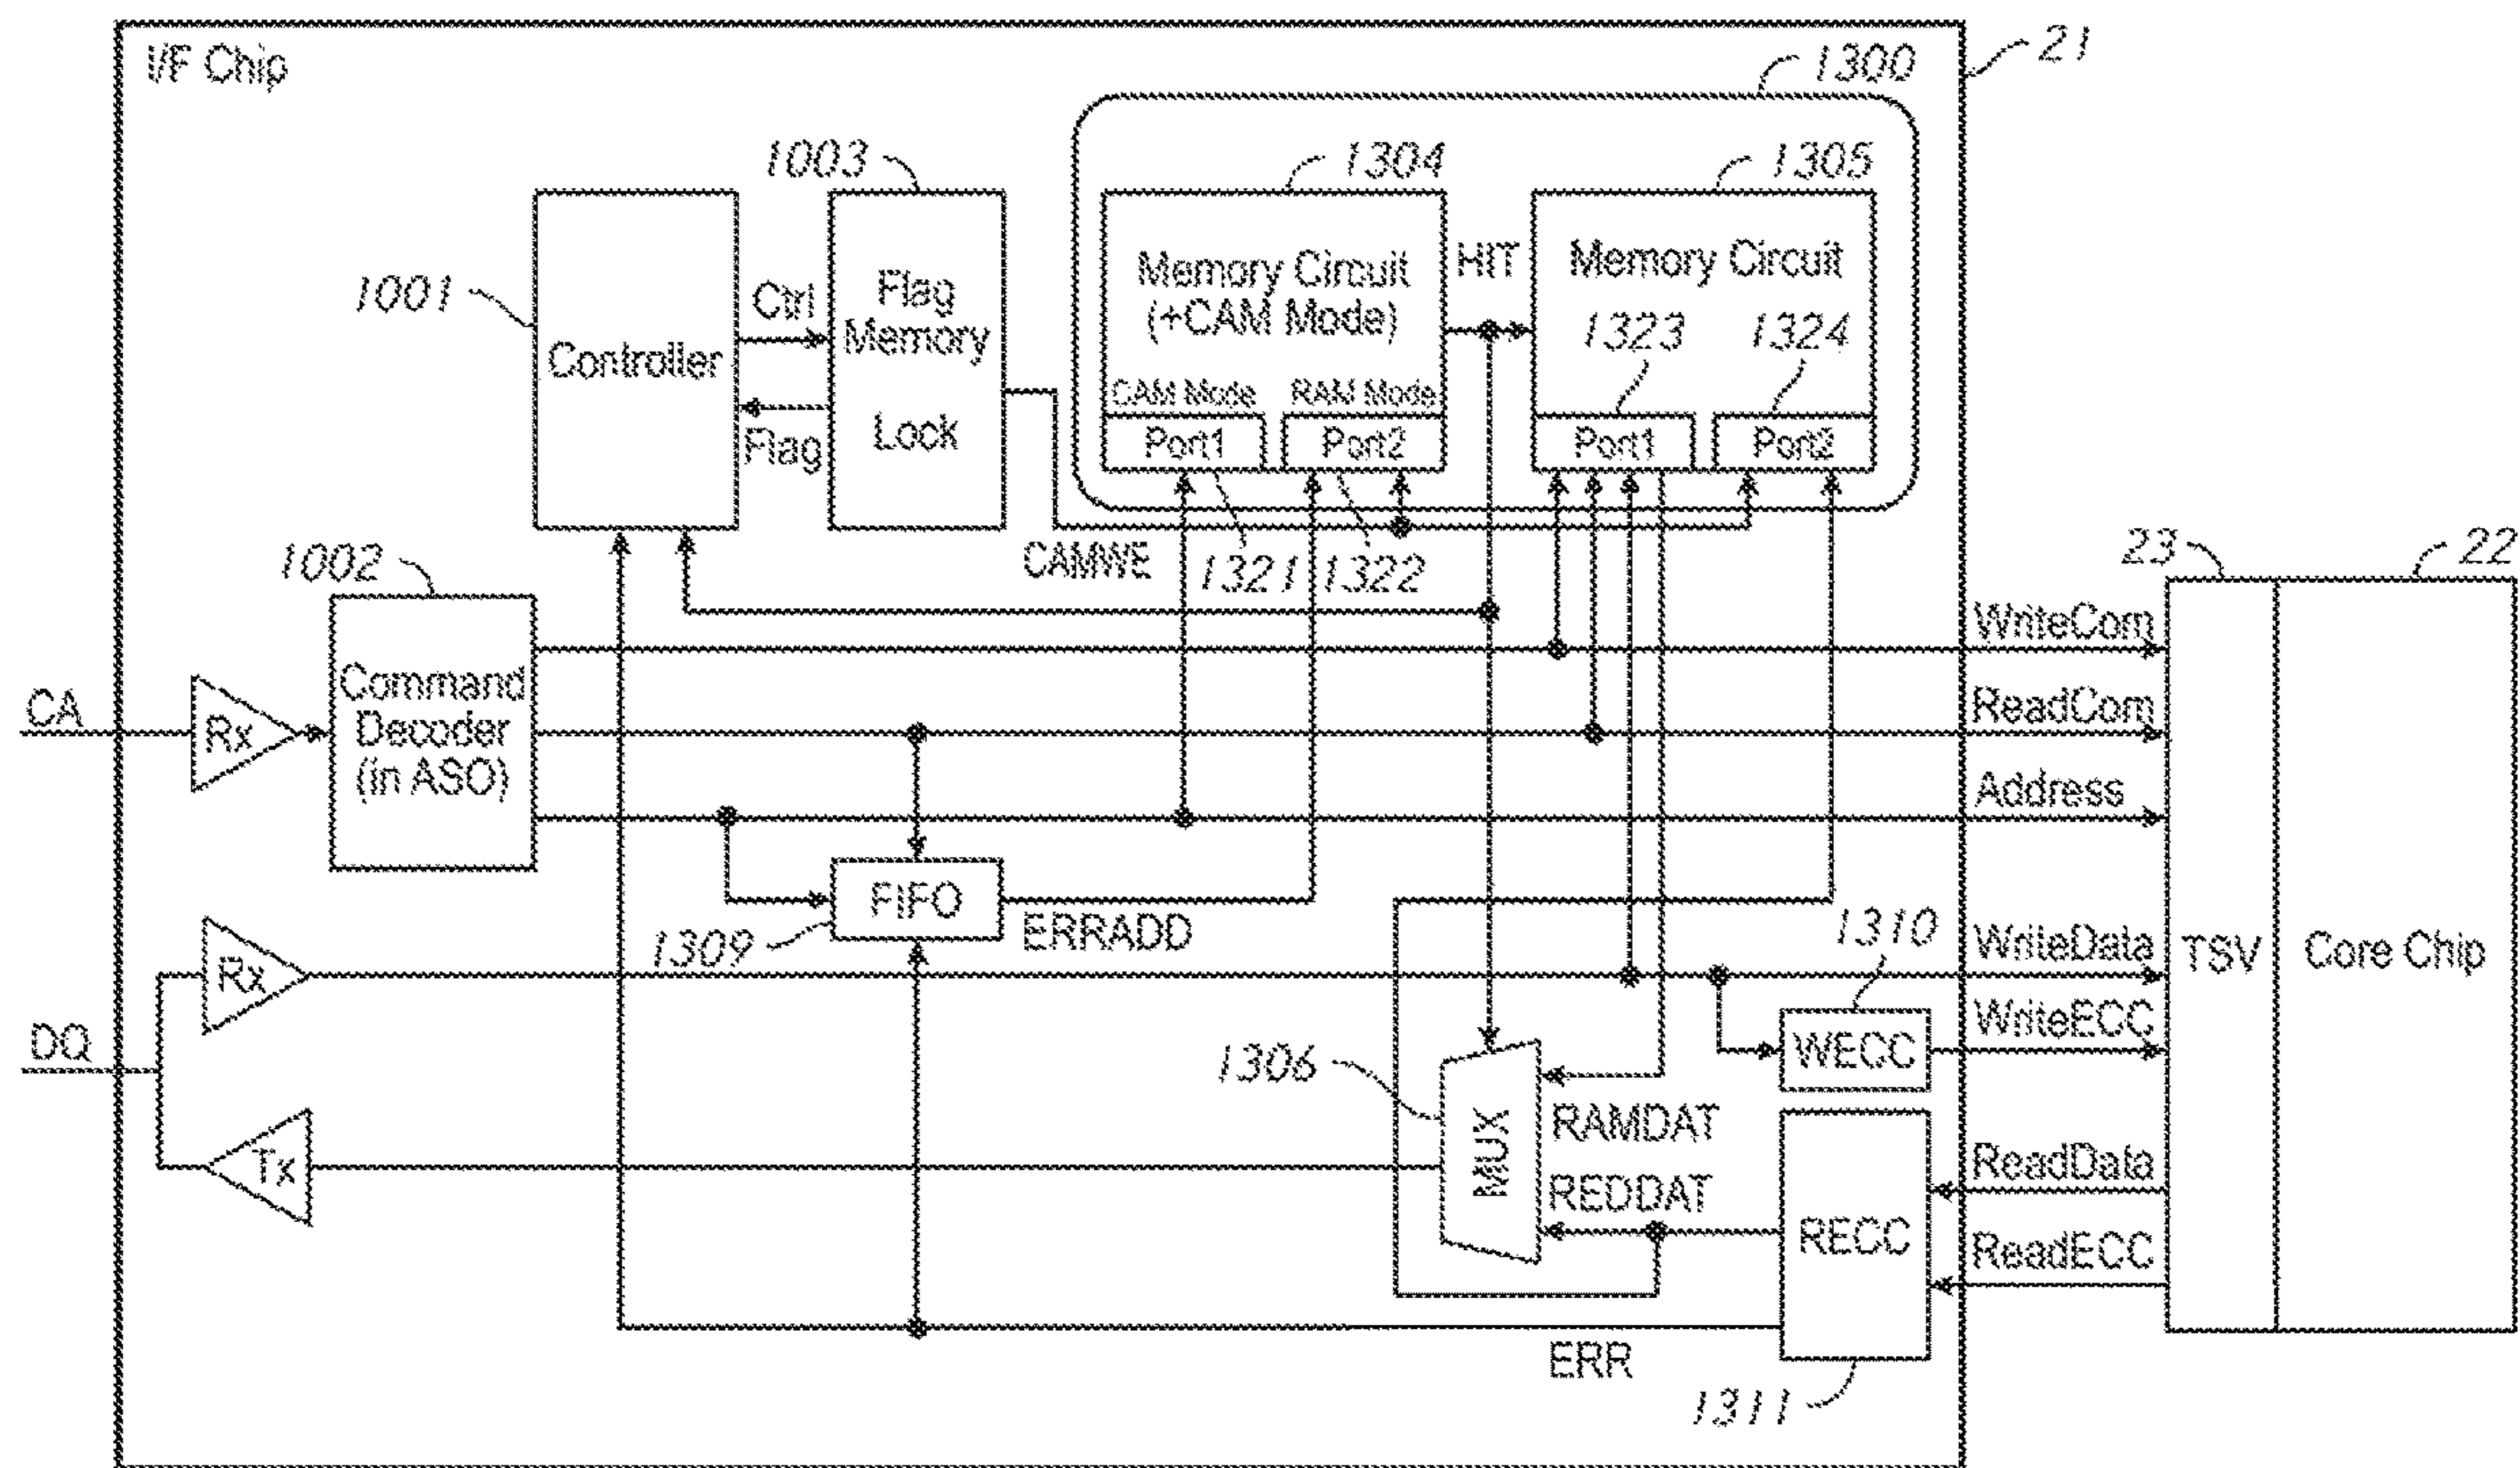 I/F Chip
21
1300
1003
1304
1305
1001
Ctrl
Flag
Controller
Flag
Memory
Lock
Memory Circuit
(+CAM Mode)
CAM Mode
RAM Mode
Port1
Port2
HIT
Memory Circuit
1323
1324
Port1
Port2
1002
CAMWE
1321
1322
23
22
Command
Decoder
(in ASO)
CA
Rx
WriteCom
ReadCom
Address
FIFO
1309
ERRADD
1310
Rx
DQ
Tx
WriteData
WriteECC
WECC
TSV
Core Chip
1306
MUX
RAMDAT
REDDAT
RECC
ReadData
ReadECC
ERR
1311